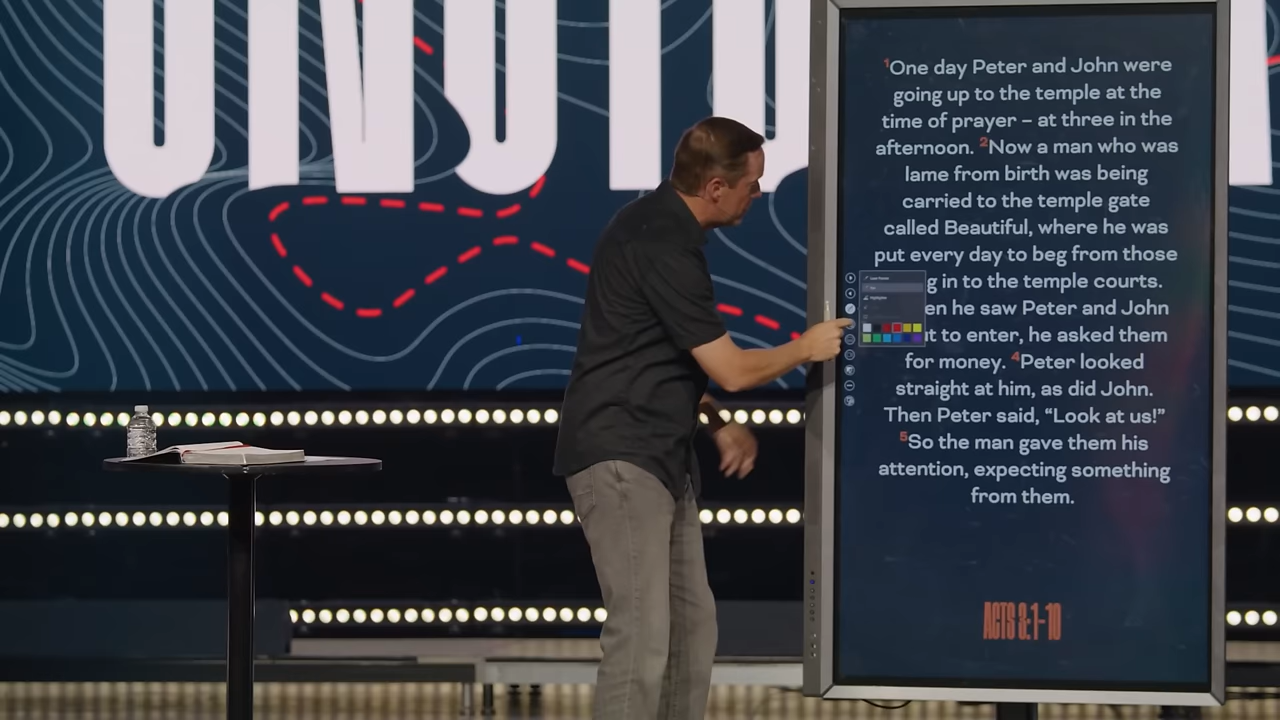 ¹One day Peter and John were
going up to the temple at the
time of prayer – at three in the
afternoon. ²Now a man who was
lame from birth was being
carried to the temple gate
called Beautiful, where he was
put every day to beg from those
g in to the temple courts.
en he saw Peter and John
t to enter, he asked them
for money. ⁴Peter looked
straight at him, as did John.
Then Peter said, “Look at us!”
⁵So the man gave them his
attention, expecting something
from them.
ACTS 3:1-10